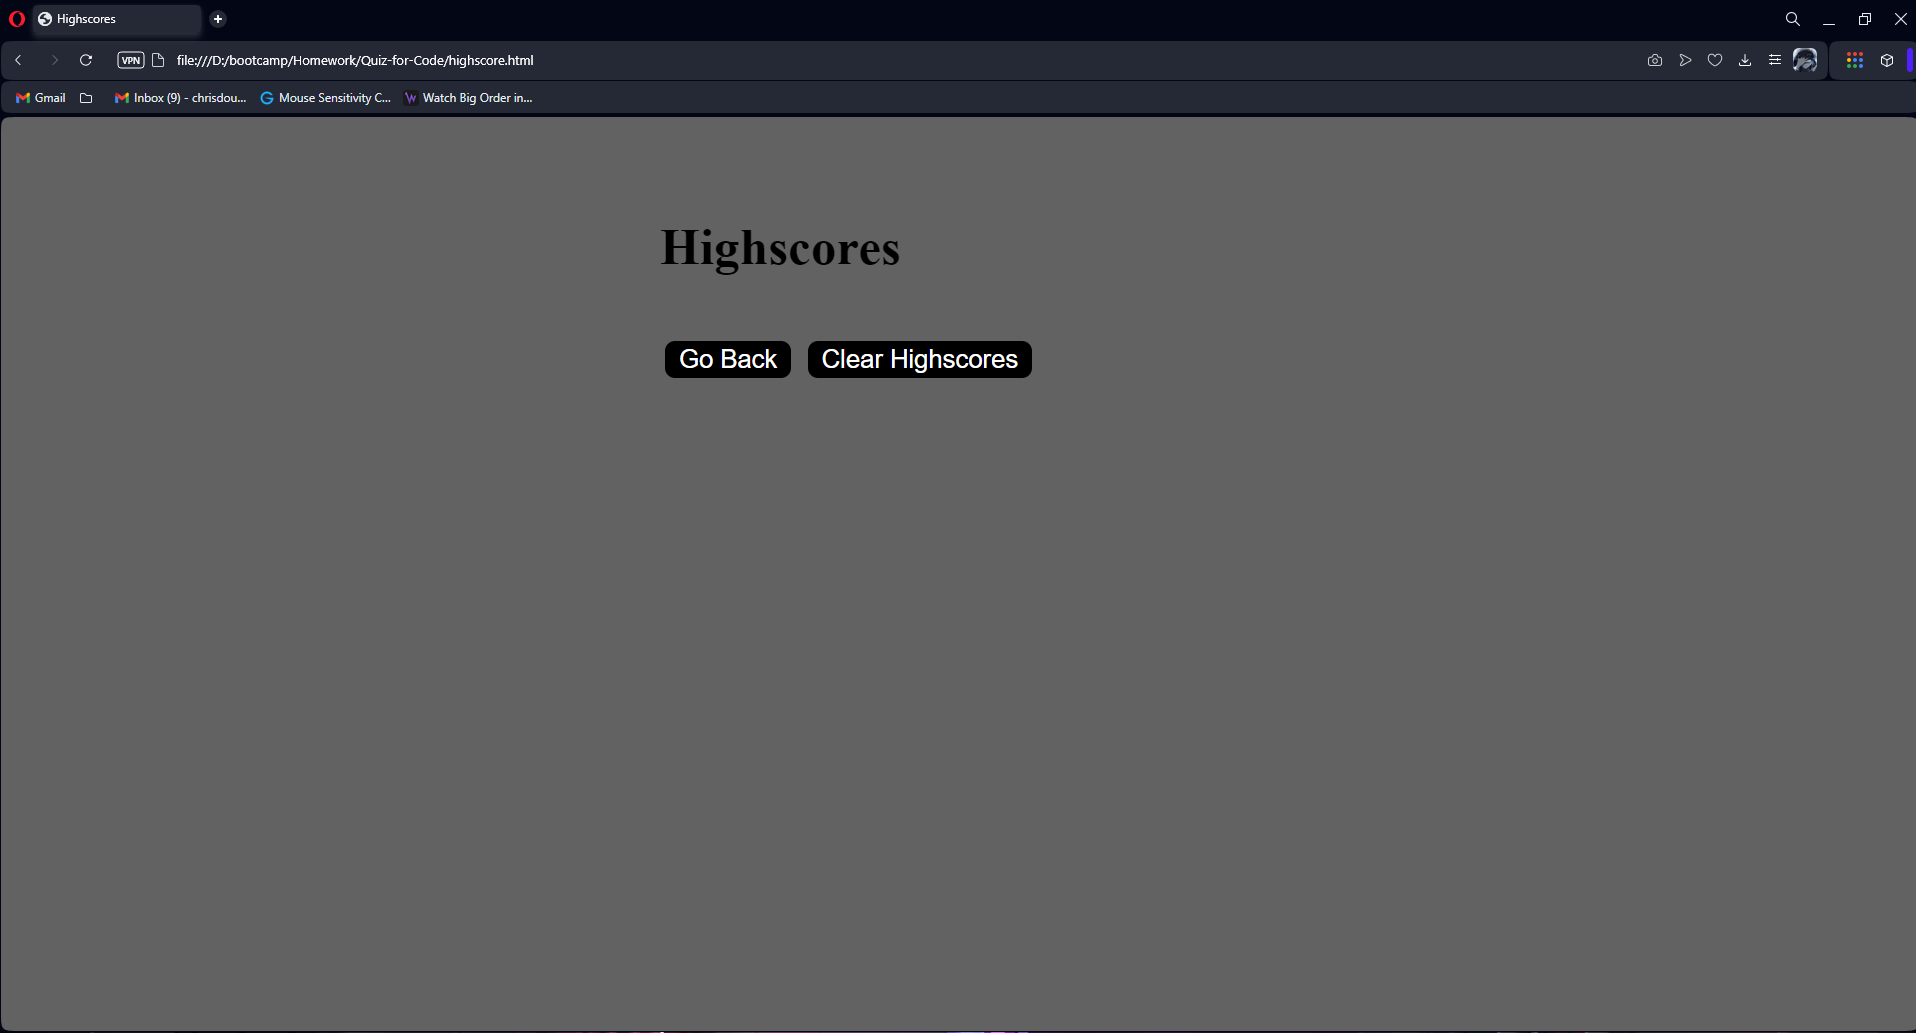 Highscores
VPN
file:///D:/bootcamp/Homework/Quiz-for-Code/highscore.html
Gmail
Inbox (9) - chrisdou...
Mouse Sensitivity C...
Watch Big Order in...
Highscores
Go Back
Clear Highscores